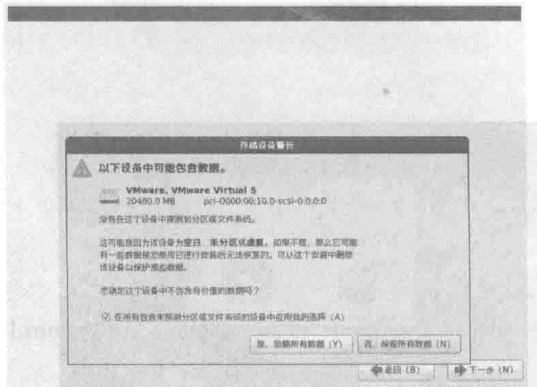 存储设备警告
以下设备中可能包含数据。
VMware, VMware Virtual S
20480.0 MB pci-0000:00:10.0-scsi-0:0:0:0
没有在这个设备中探测到分区或文件系统。
这可能是因为该设备为空白、未分区或虚拟。如果不是,那么它可能
有一些数据是您使用它进行安装后无法恢复的。可从这个安装中删除
该设备以保护那些数据。
您确定这个设备中不包含有价值的数据吗?
在所有包含未探测分区或文件系统的设备中应用我的选择(A)
是,忽略所有数据(Y)
否,保留所有数据(N)
返回(B)
下一步(N)